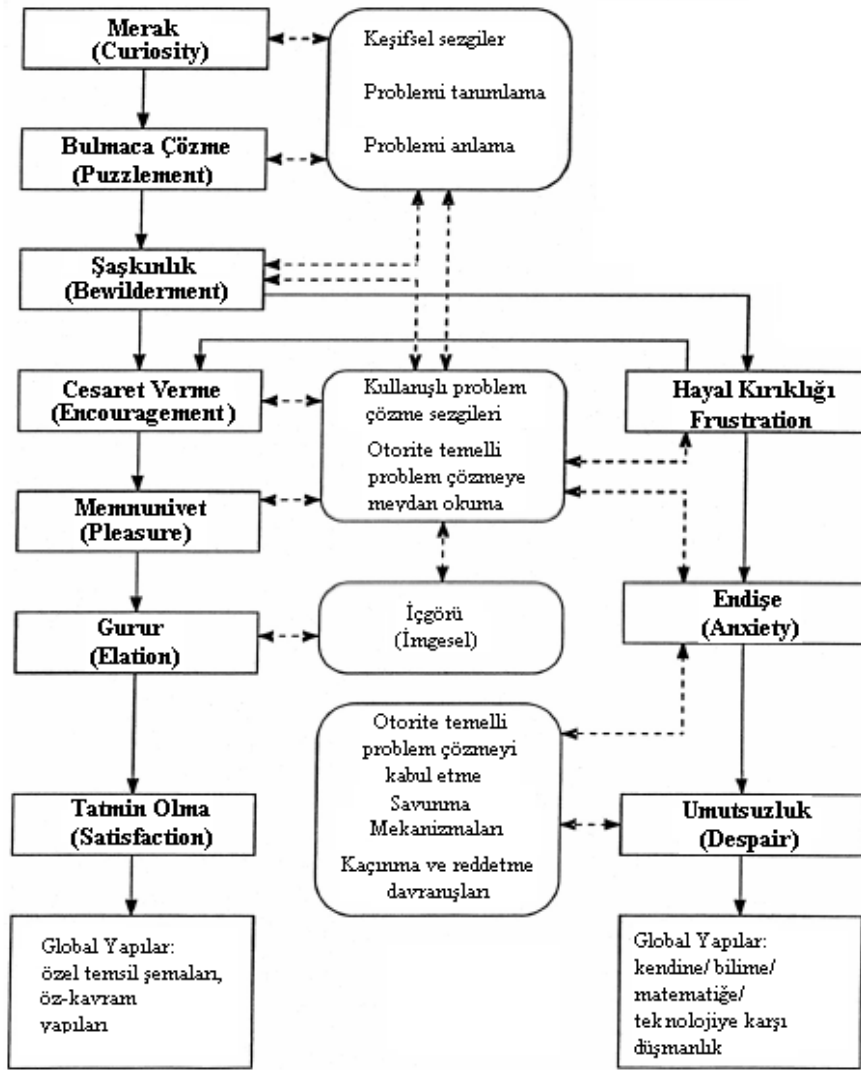 Merak
(Curiosity)
Keşifsel sezgiler
Problemi tanımlama
Problemi anlama
Bulmaca Çözme
(Puzzlement)
Şaşkınlık
(Bewilderment)
Cesaret Verme
(Encouragement )
Kullanışlı problem
çözme sezgileri
Otorite temelli
problem çözmeye
meydan okuma
Hayal Kırıklığı
Frustration
Memnunivet
(Pleasure)
Gurur
(Elation)
İçgörü
(İmgesel)
Endişe
(Anxiety)
Otorite temelli
problem çözmeyi
kabul etme
Savunma
Mekanizmaları
Kaçınma ve reddetme
davranışları
Tatmin Olma
(Satisfaction)
Umutsuzluk
(Despair)
Global Yapılar:
özel temsil şemaları,
öz-kavram
yapıları
Global Yapılar:
kendine/ bilime/
matematiğe/
teknolojiye karşı
düşmanlık